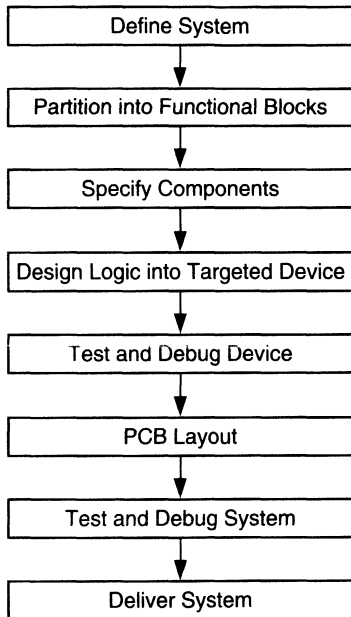 Define System
Partition into Functional Blocks
Specify Components
Design Logic into Targeted Device
Test and Debug Device
PCB Layout
Test and Debug System
Deliver System